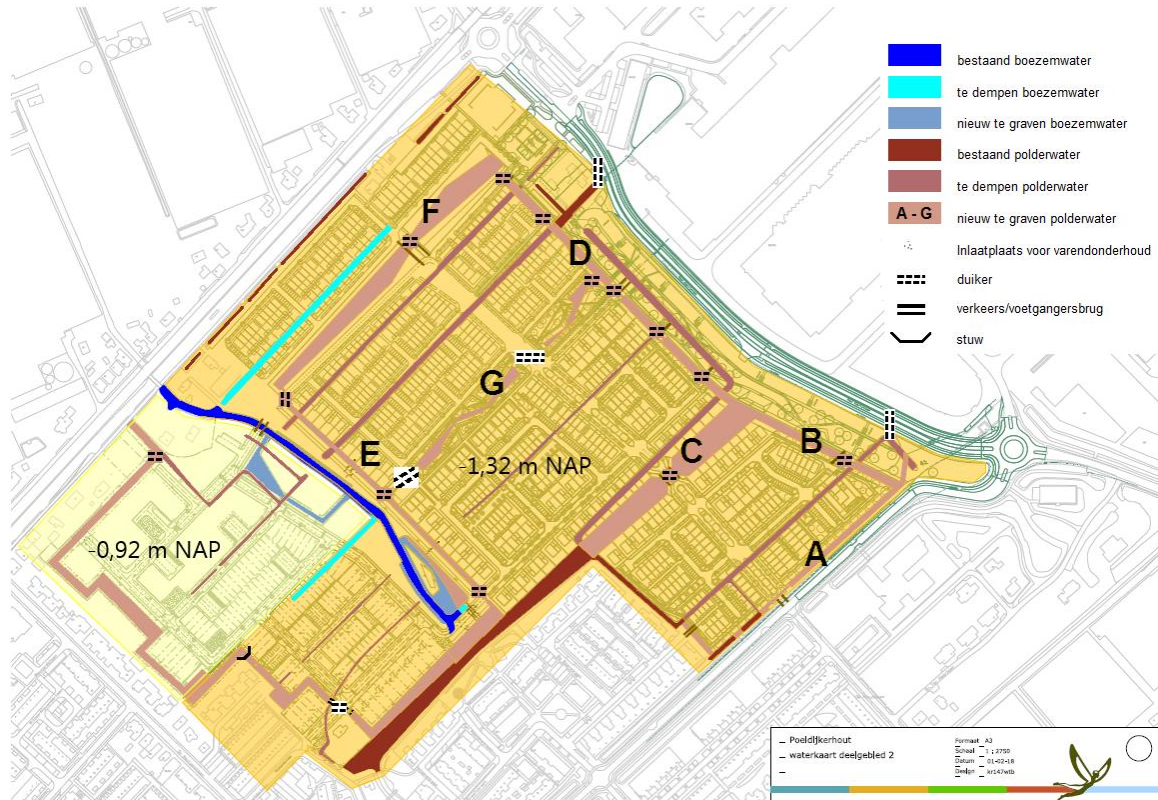 bestaand boezemwater
te dempen boezemwater
nieuw te graven boezemwater
bestaand polderwater
te dempen polderwater
A - G nieuw te graven polderwater
Inlaatplaats voor varendonderhoud
duiker
verkeers/voetgangersbrug
stuw
F
D
G
E
-1,32 m NAP
C
B
A
-0,92 m NAP
Poeldijkerhout
waterkaart deelgebied 2
Formaat A3
Schaal 1 : 2750
Datum 01-02-18
Design kr147wtb